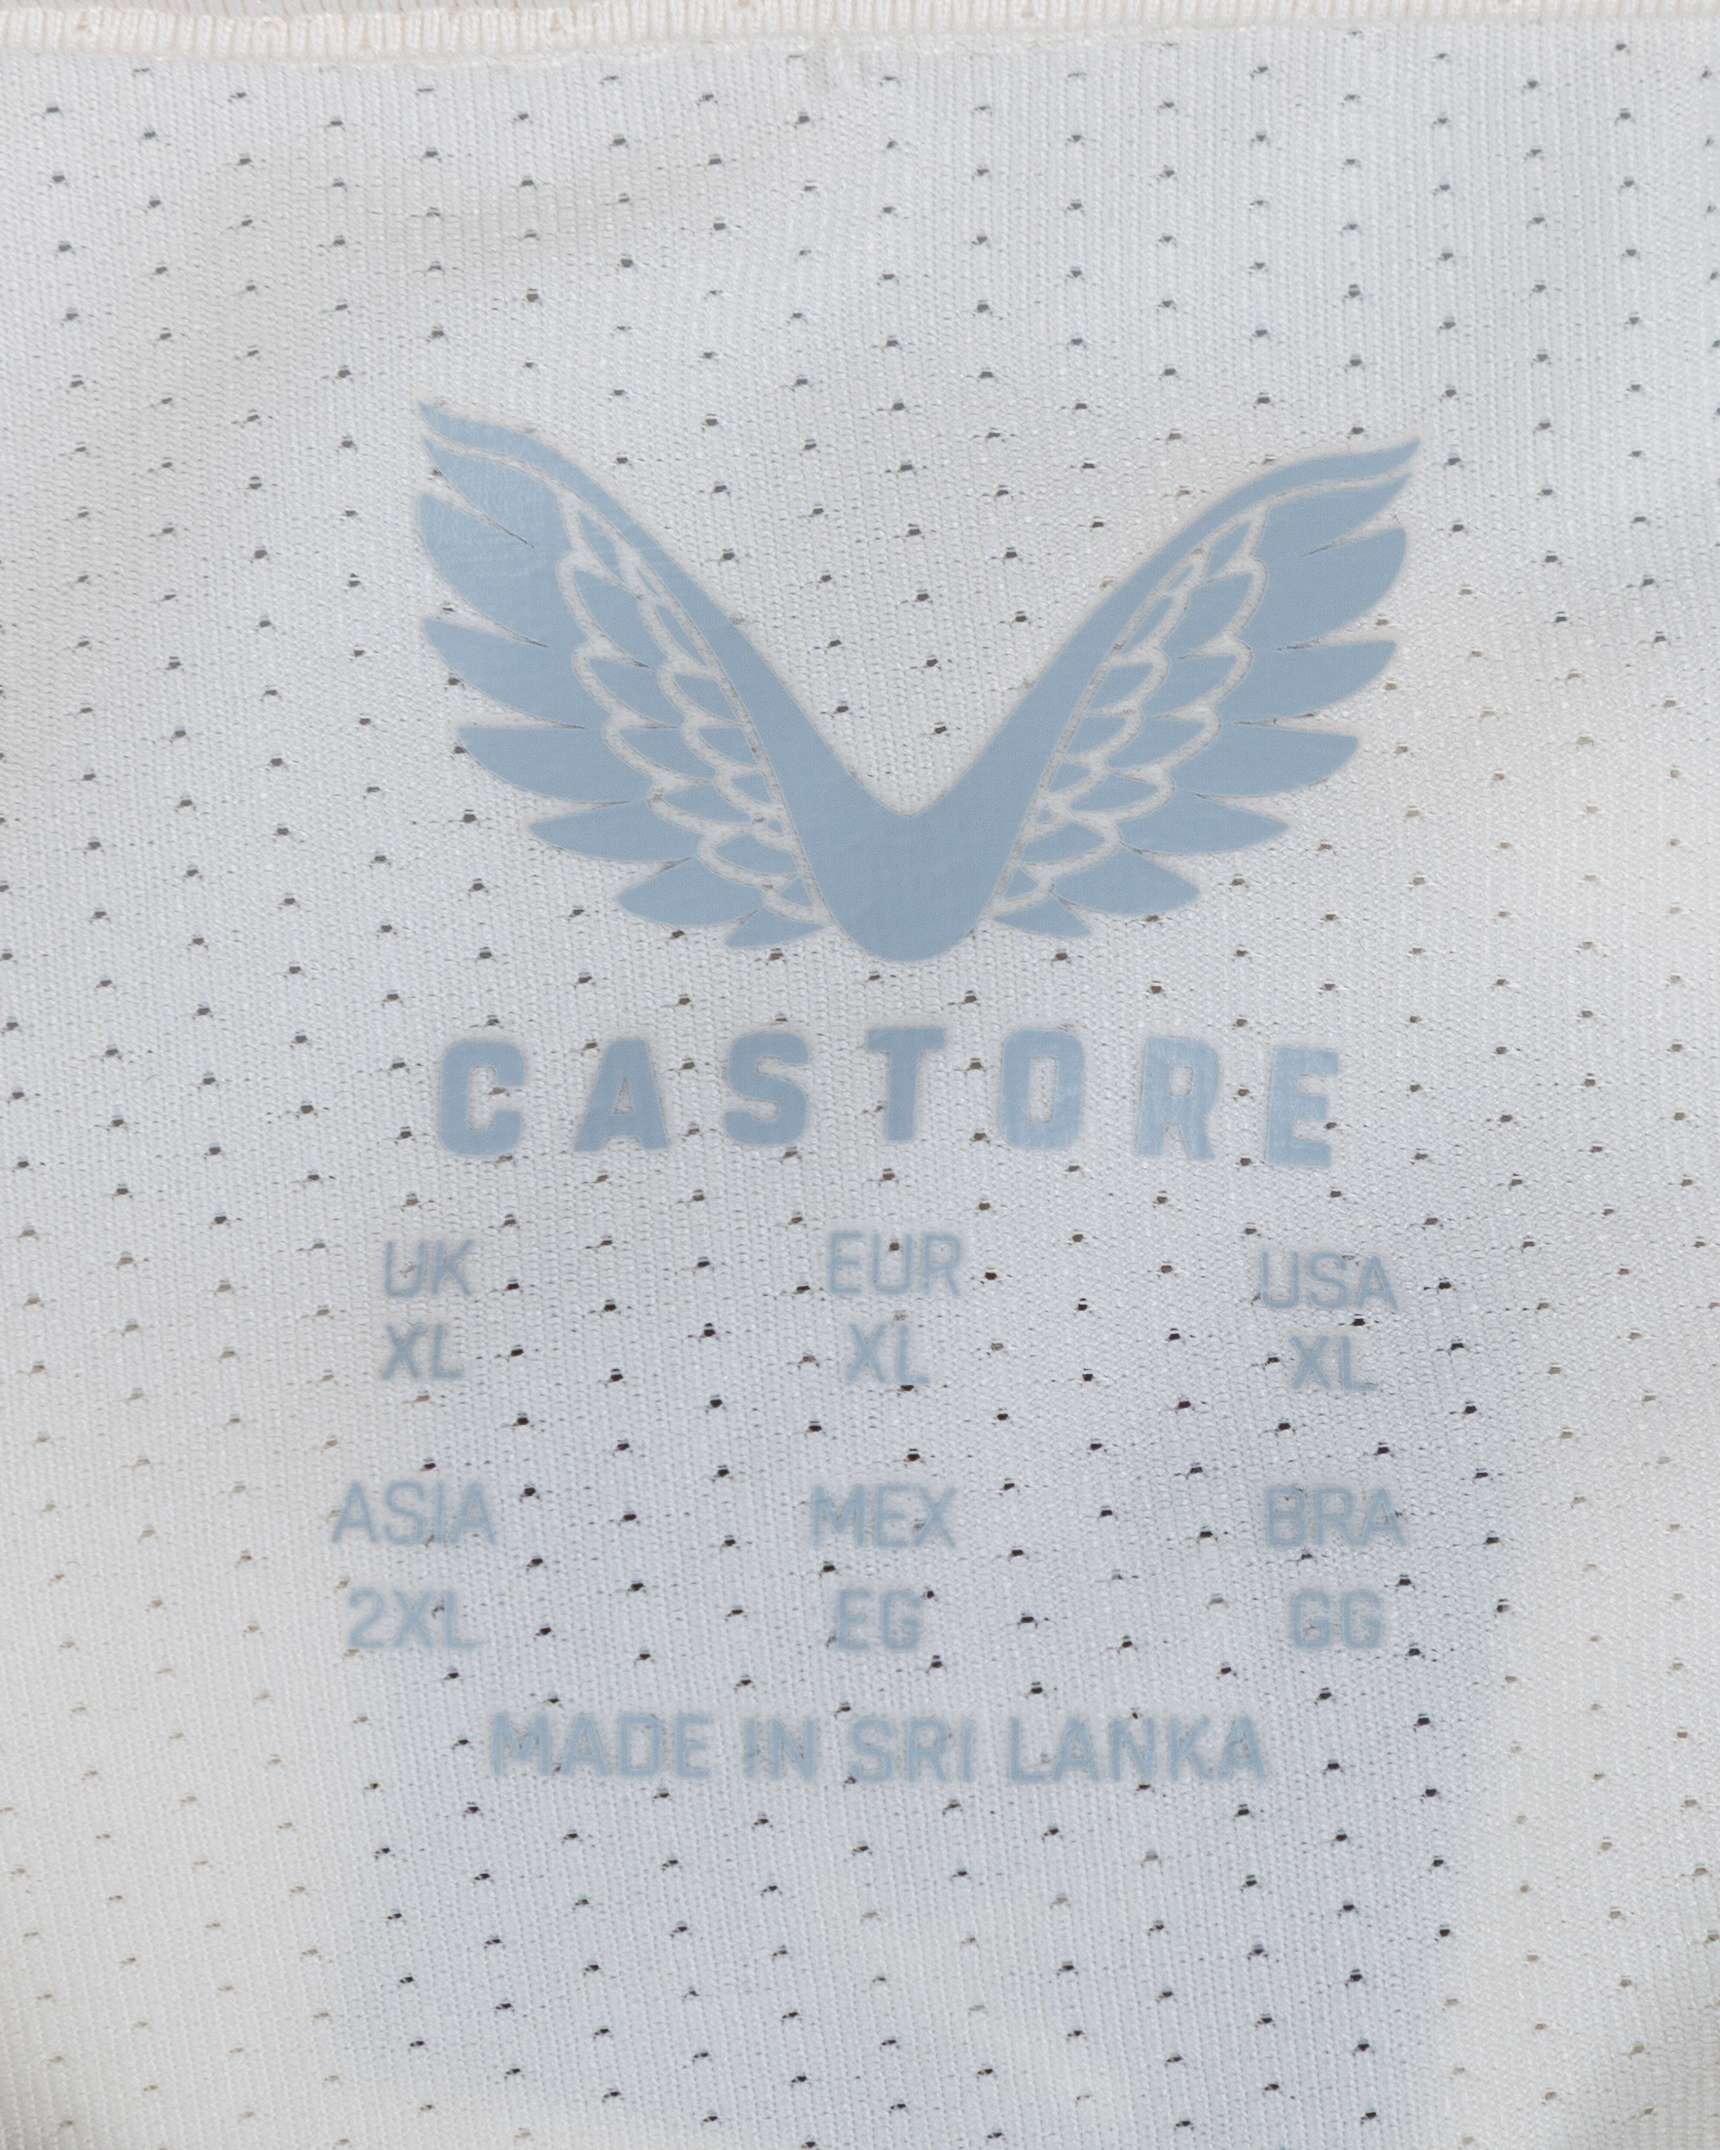 CASTORE
UK EUR USA
XL XL XL
ASIA MEX BRA
2XL EG GG
MADE IN SRI LANKA